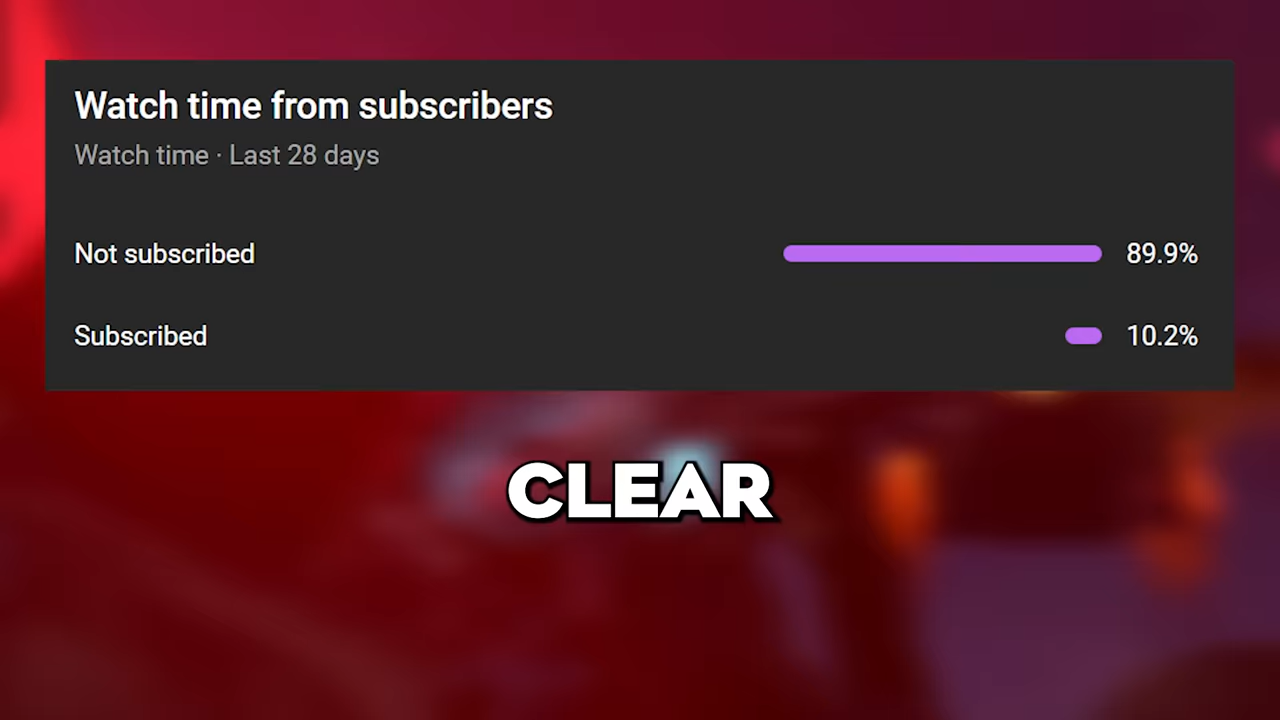 Watch time from subscribers
Watch time · Last 28 days
Not subscribed 89.9%
Subscribed 10.2%
CLEAR